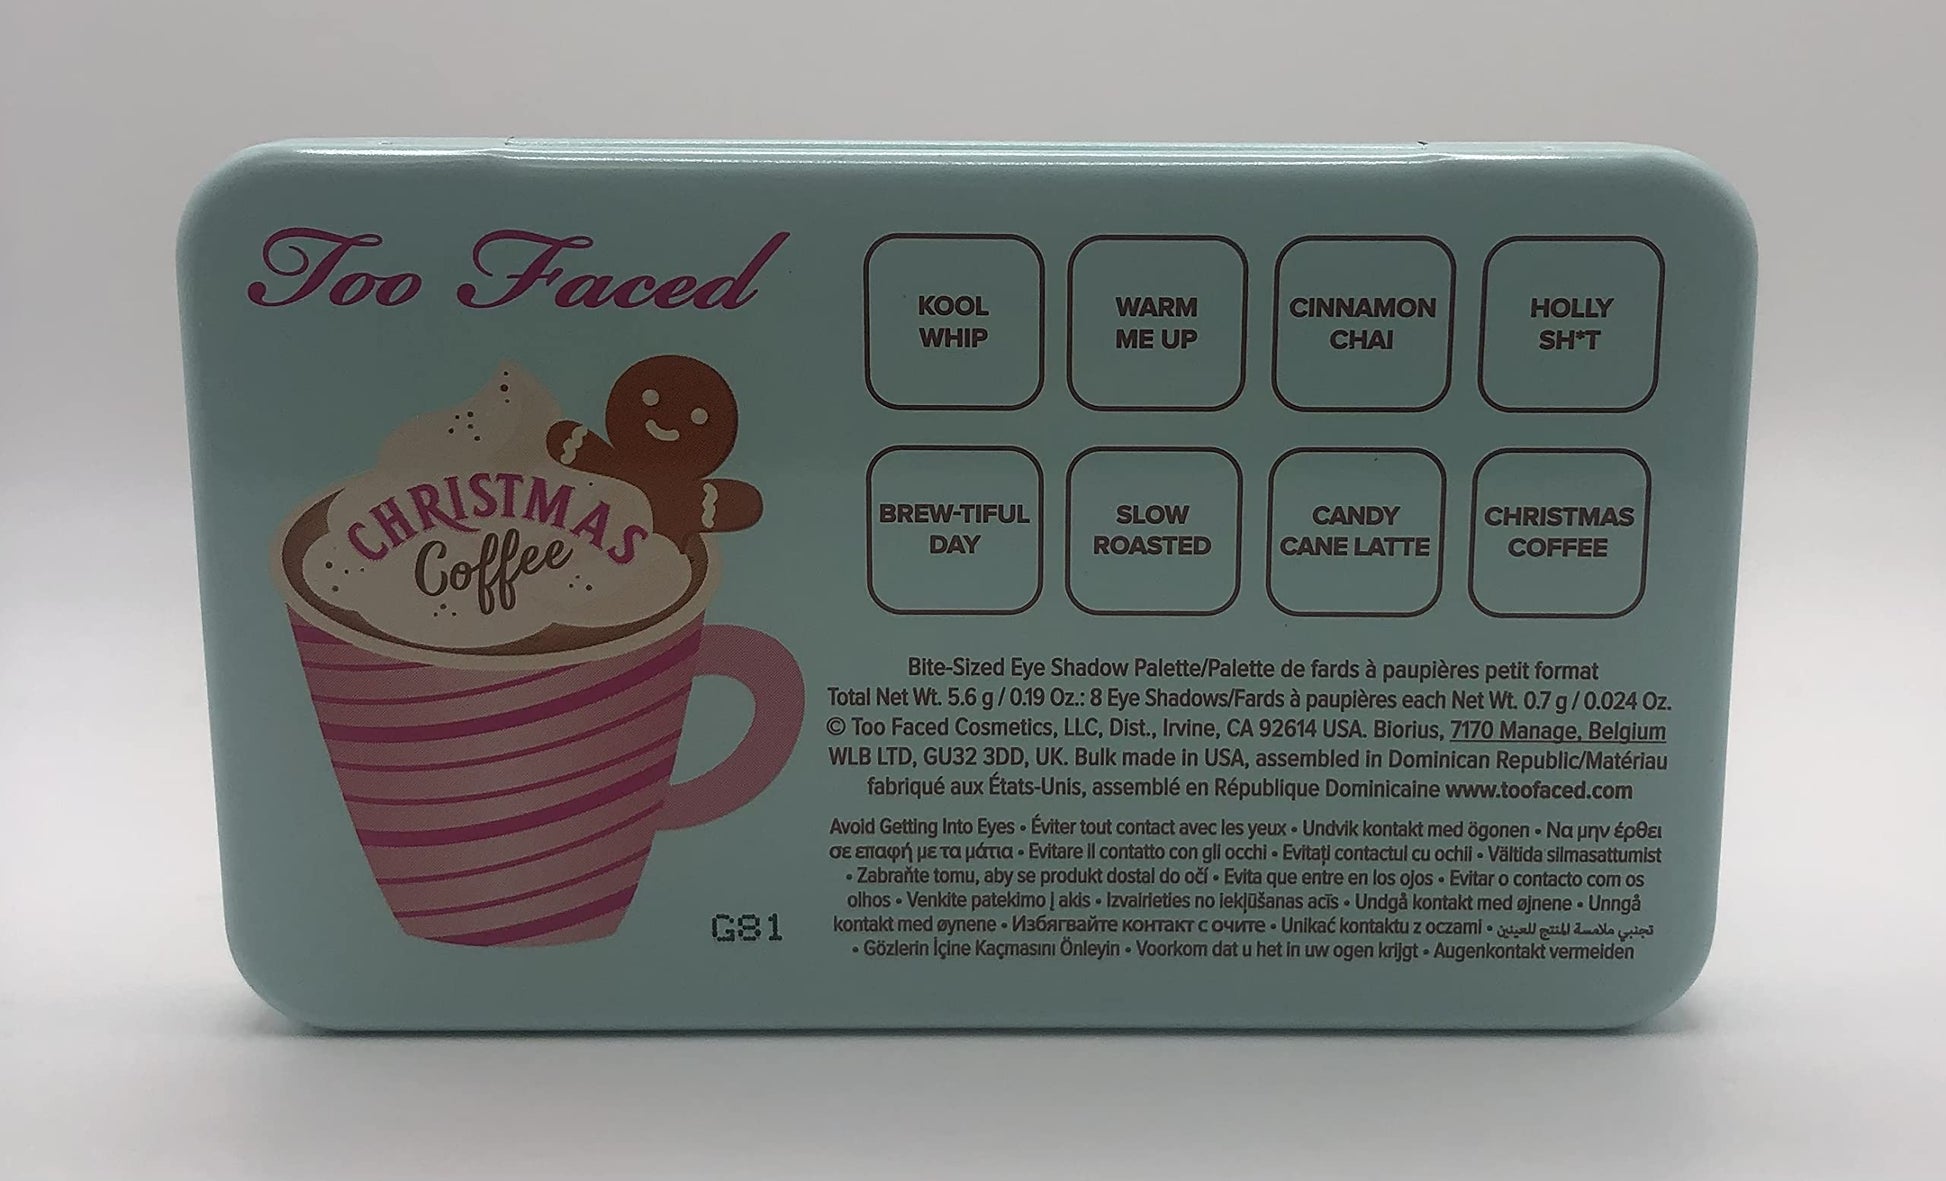 Too Faced
CHRISTMAS
Coffee
G81
KOOL
WHIP
WARM
ME UP
CINNAMON
CHAI
HOLLY
SH*T
BREW-TIFUL
DAY
SLOW
ROASTED
CANDY
CANE LATTE
CHRISTMAS
COFFEE
Bite-Sized Eye Shadow Palette/Palette de fards à paupières petit format
Total Net Wt. 5.6 g / 0.19 Oz.: 8 Eye Shadows/Fards à paupières each Net Wt. 0.7 g / 0.024 Oz.
© Too Faced Cosmetics, LLC, Dist., Irvine, CA 92614 USA. Biorius, 7170 Manage, Belgium
WLB LTD, GU32 3DD, UK. Bulk made in USA, assembled in Dominican Republic/Matériau
fabriqué aux États-Unis, assemblé en République Dominicaine www.toofaced.com
Avoid Getting Into Eyes • Éviter tout contact avec les yeux • Undvik kontakt med ögonen • Να μην έρθει
σε επαφή με τα μάτια • Evitare il contatto con gli occhi • Evitați contactul cu ochii • Vältida silmasattumist
• Zabraňte tomu, aby se produkt dostal do očí • Evita que entre en los ojos • Evitar o contacto com os
olhos • Venkite patekimo į akis • Izvairieties no iekļūšanas acīs • Undgå kontakt med øjnene • Unngå
kontakt med øynene • Избягвайте контакт с очите • Unikać kontaktu z oczami • تجنبي ملامسة المنتج للعينين
• Gözlerin İçine Kaçmasını Önleyin • Voorkom dat u het in uw ogen krijgt • Augenkontakt vermeiden